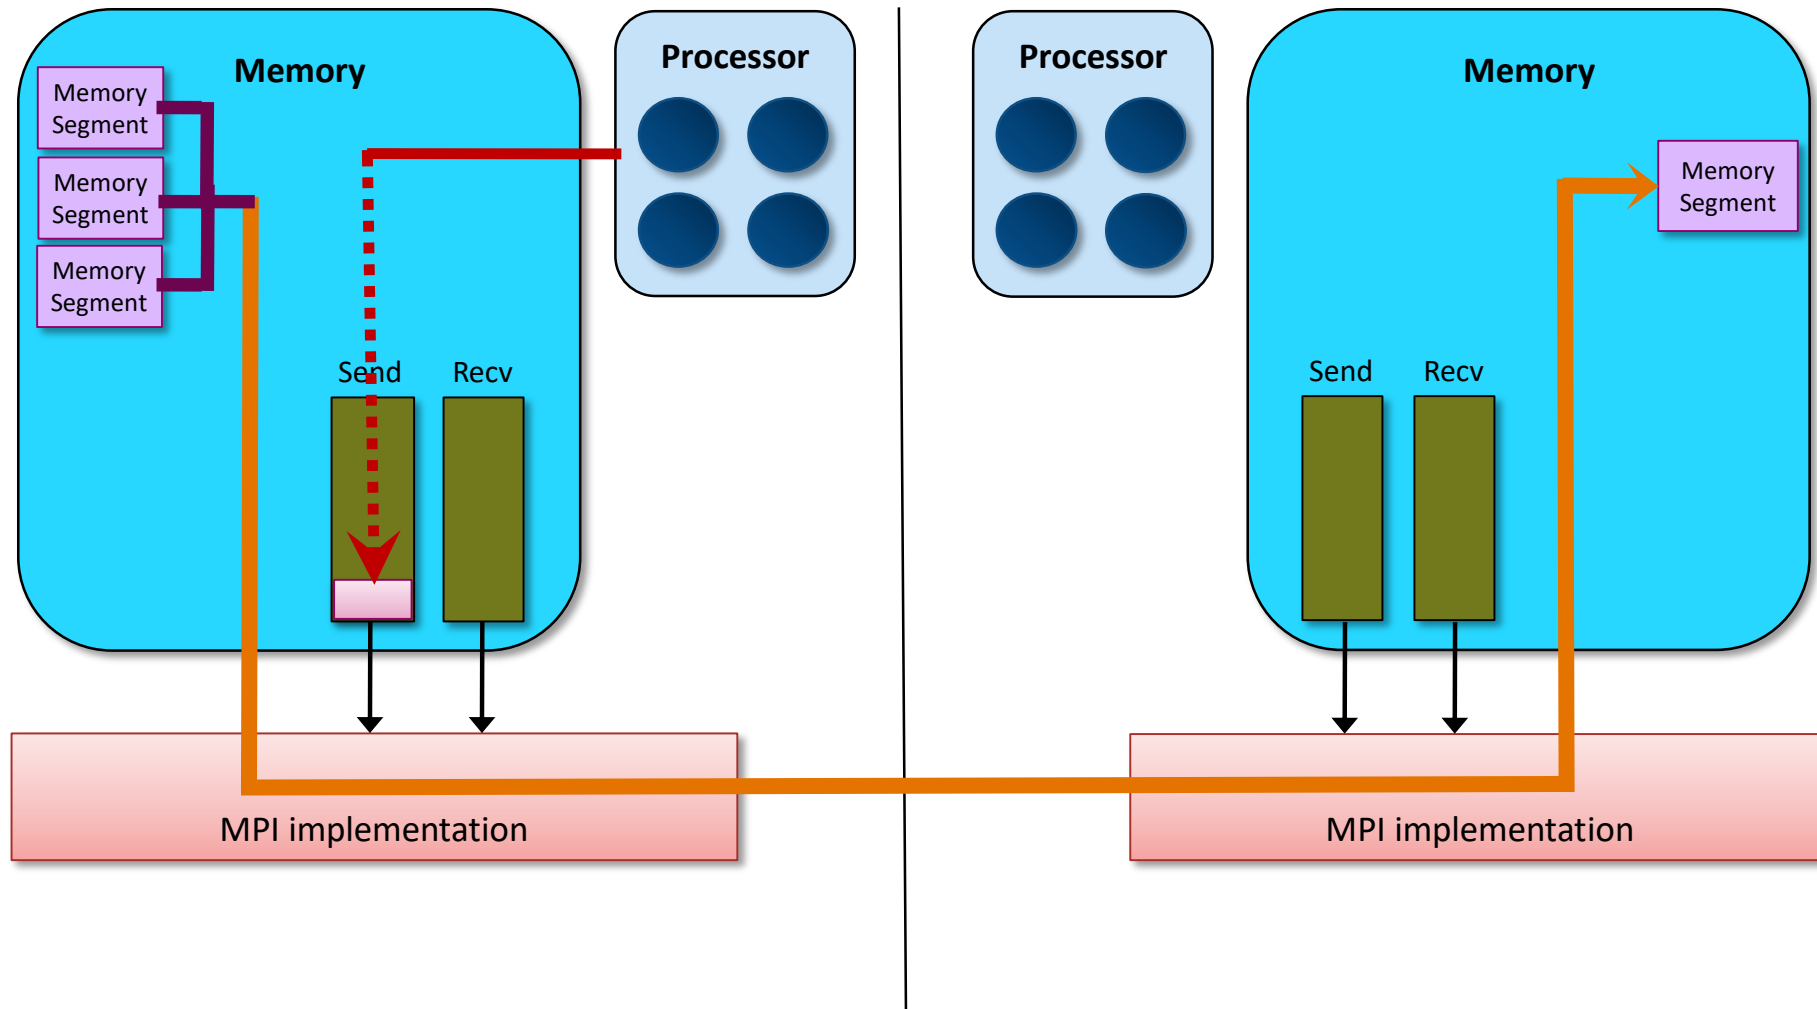 Memory
Processor
Memory
Segment
Memory
Segment
Memory
Segment
Send
Recv
MPI implementation
Processor
Memory
Memory
Segment
Send
Recv
MPI implementation